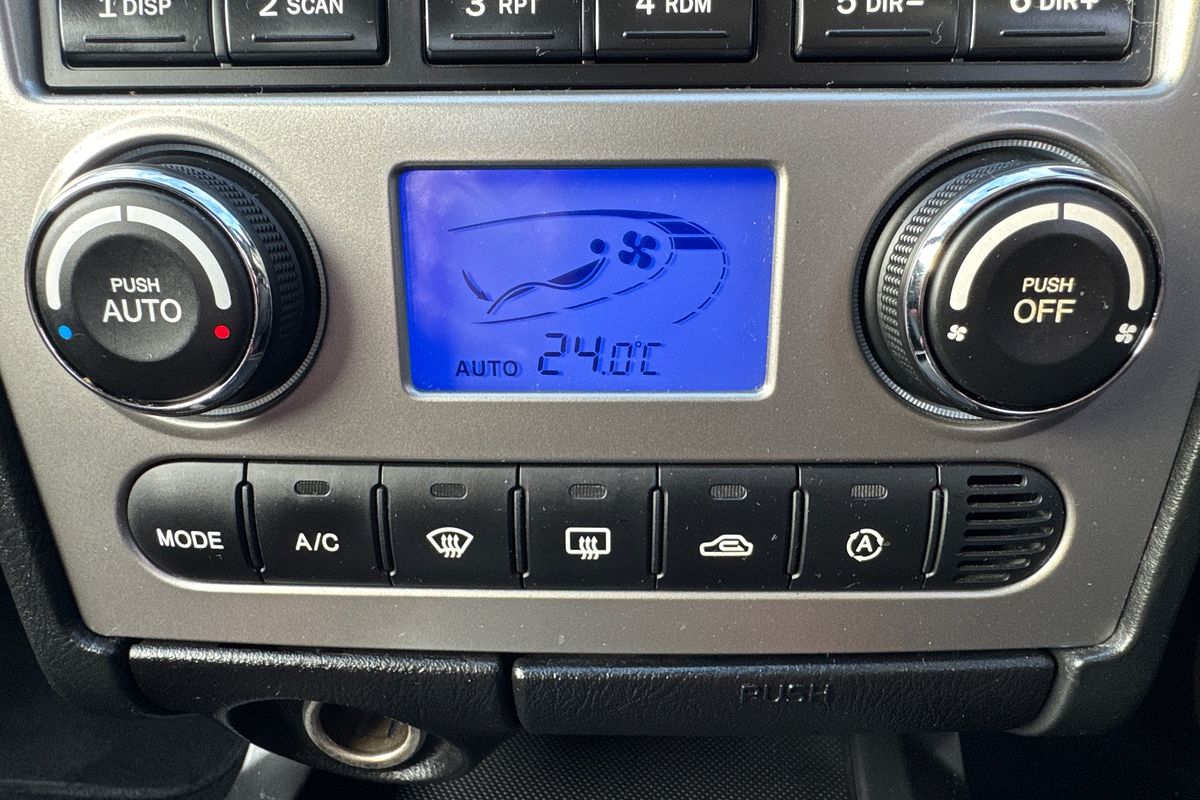 1 DISP 2 SCAN 3 RPT 4 RDM 5 DIR- 6 DIR+
PUSH
AUTO
AUTO 24.0°C
PUSH
OFF
MODE A/C A
PUSH